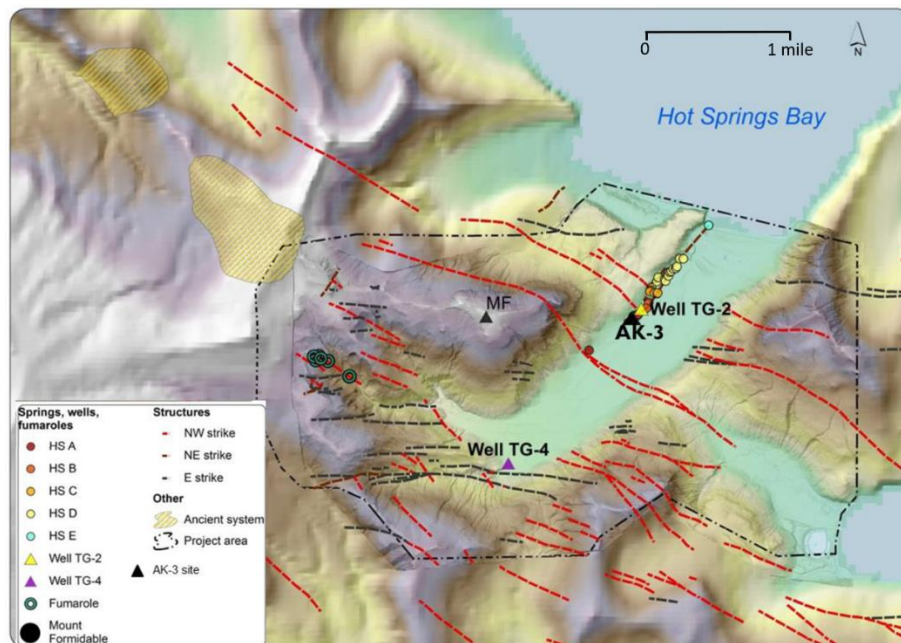 0 1 mile
N
Hot Springs Bay
MF
Well TG-2
AK-3
Well TG-4
Springs, wells,
fumaroles
HS A
HS B
HS C
HS D
HS E
Well TG-2
Well TG-4
Fumarole
Mount
Formidable
Structures
NW strike
NE strike
E strike
Other
Ancient system
Project area
AK-3 site